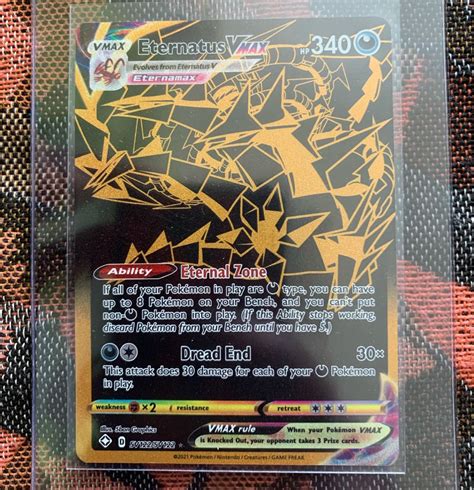 VMAX Eternatus VMAX HP 340
Evolves from Eternatus V
Eternamax
Ability Eternal Zone
If all of your Pokémon in play are type, you can have
up to 8 Pokémon on your Bench, and you can't put
non- Pokémon into play. (If this Ability stops working,
discard Pokémon from your Bench until you have 5.)
Dread End 30×
This attack does 30 damage for each of your Pokémon
in play.
weakness ×2 resistance retreat
Illus. 5ban Graphics
VMAX rule When your Pokémon VMAX
is Knocked Out, your opponent takes 3 Prize cards.
D SV122/SV122
©2021 Pokémon / Nintendo / Creatures / GAME FREAK